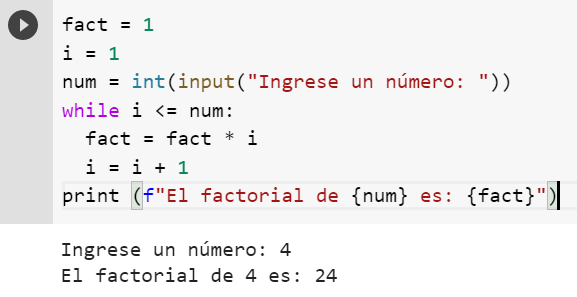 fact = 1
i = 1
num = int(input("Ingrese un número: "))
while i <= num:
  fact = fact * i
  i = i + 1
print (f"El factorial de {num} es: {fact}")
Ingrese un número: 4
El factorial de 4 es: 24